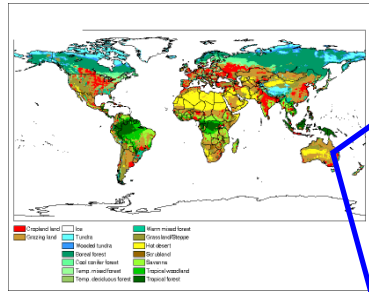 Cropland land Ice Warm mixed forest
Grazing land Tundra Grassland/Steppe
Wooded tundra Hot desert
Boreal forest Scrubland
Cool conifer forest Savanna
Temp. mixed forest Tropical woodland
Temp. deciduous forest Tropical forest